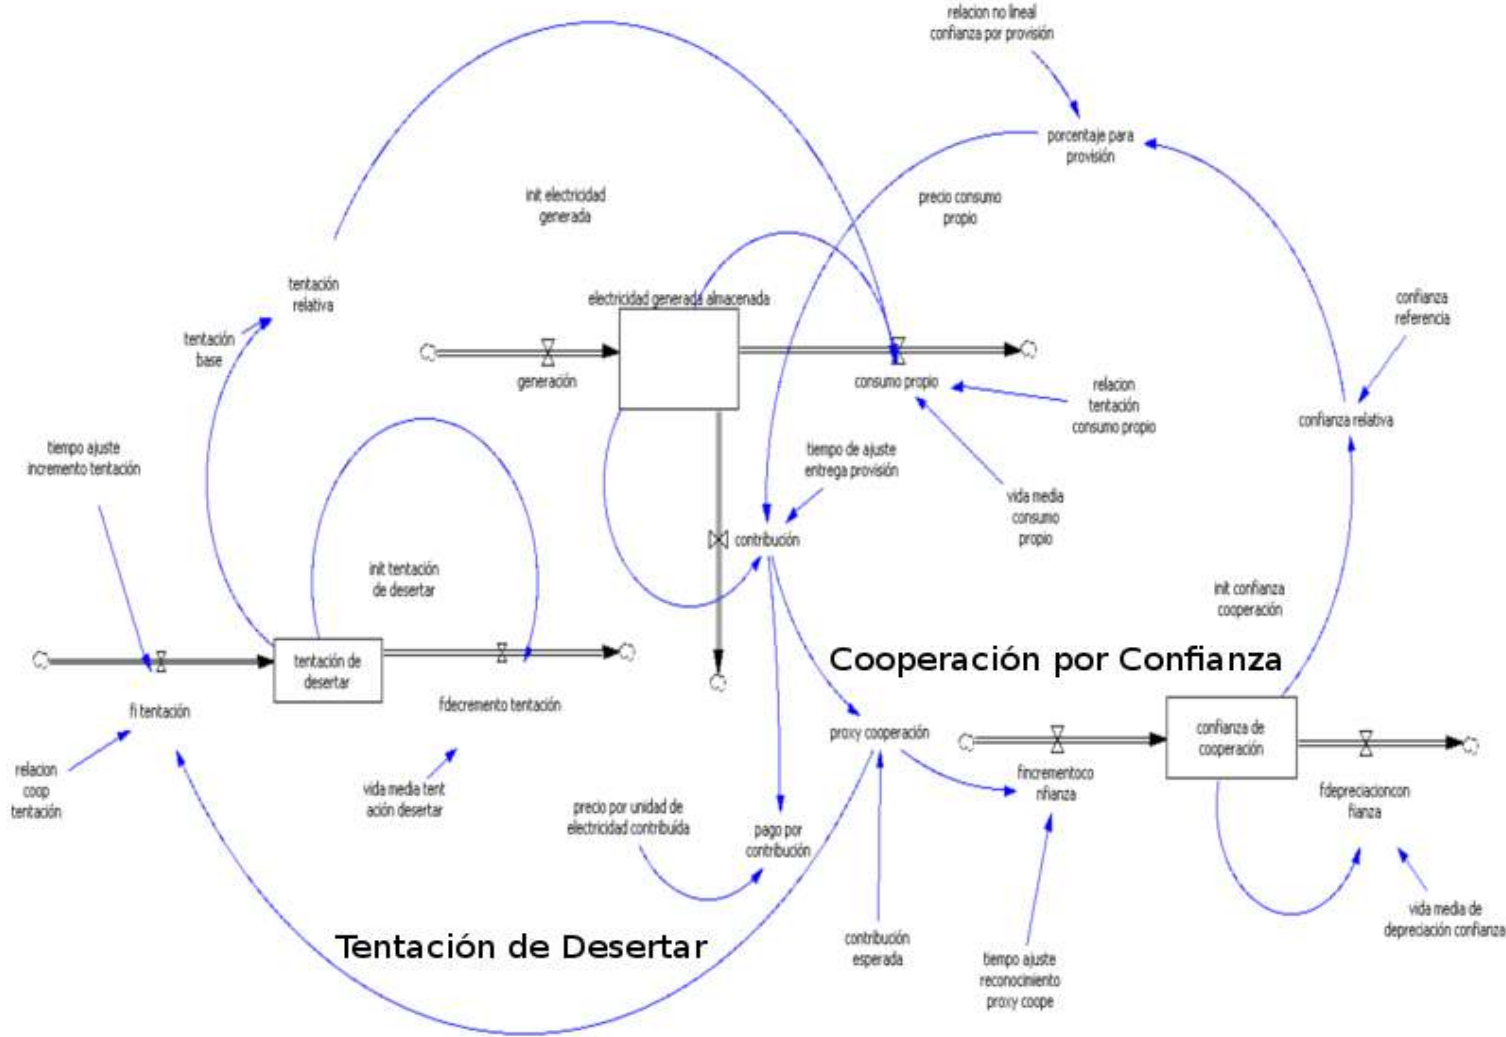 relacion no lineal
confianza por provisión
porcentaje para
provisión
init electricidad
generada
precio consumo
propio
tentación
relativa
electricidad generada almacenada
confianza
referencia
tentación
base
generación
consumo propio
relacion
tentación
consumo propio
confianza relativa
tiempo ajuste
incremento tentación
tiempo de ajuste
entrega provisión
vida media
consumo
propio
contribución
init tentación
de desertar
init confianza
cooperación
Cooperación por Confianza
tentación de
desertar
fi tentación
fdecremento tentación
proxy cooperación
confianza de
cooperación
relacion
coop
tentación
vida media tent
ación desertar
fincrementoco
nfianza
fdepreciacioncon
fianza
precio por unidad de
electricidad contribuída
pago por
contribución
Tentación de Desertar
contribución
esperada
vida media de
depreciación confianza
tiempo ajuste
reconocimiento
proxy coope